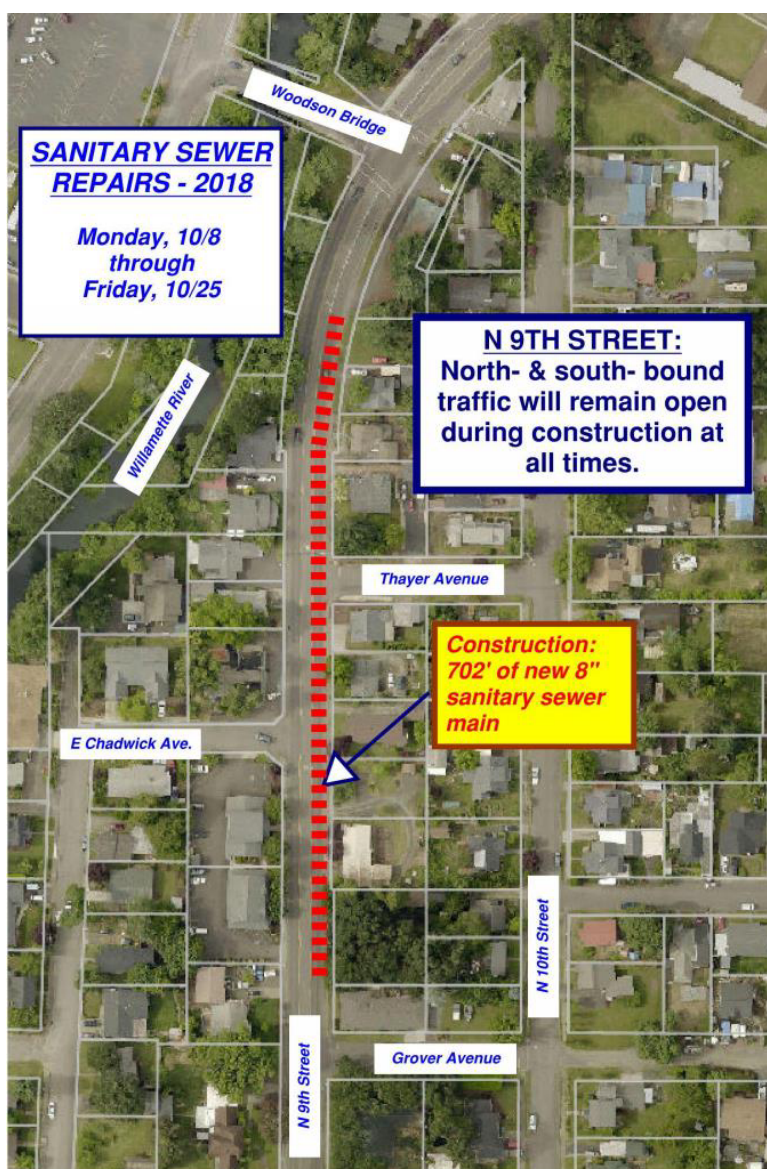 Woodson Bridge
SANITARY SEWER
REPAIRS - 2018
Monday, 10/8
through
Friday, 10/25
N 9TH STREET:
North- & south- bound
traffic will remain open
during construction at
all times.
Willamette River
Thayer Avenue
Construction:
702' of new 8"
sanitary sewer
main
E Chadwick Ave.
N 10th Street
N 9th Street
Grover Avenue